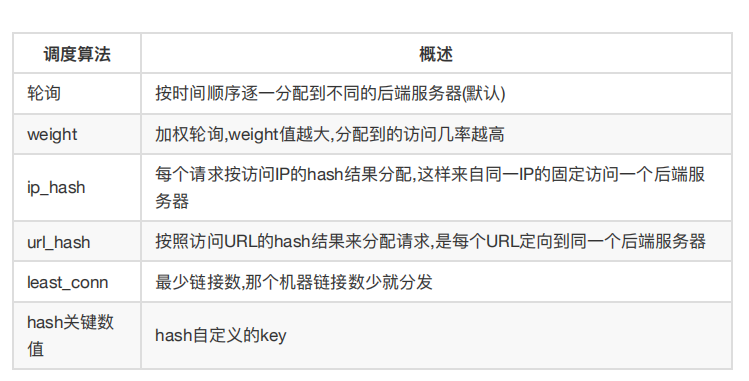 调度算法 概述
轮询 按时间顺序逐一分配到不同的后端服务器(默认)
weight 加权轮询,weight值越大,分配到的访问几率越高
ip_hash 每个请求按访问IP的hash结果分配,这样来自同一IP的固定访问一个后端服
务器
url_hash 按照访问URL的hash结果来分配请求,是每个URL定向到同一个后端服务器
least_conn 最少链接数,那个机器链接数少就分发
hash关键数
值 hash自定义的key